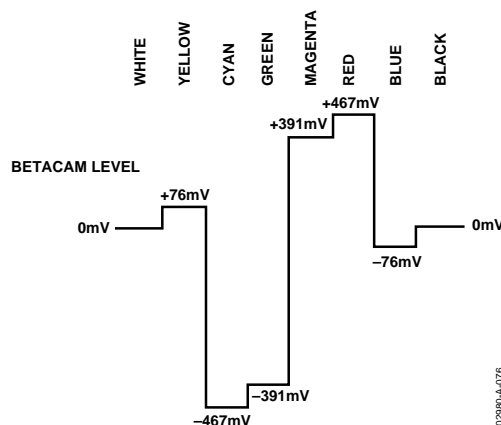 WHITE
YELLOW
CYAN
GREEN
MAGENTA
RED
BLUE
BLACK
+467mV
+391mV
BETACAM LEVEL
+76mV
0mV
0mV
–76mV
–391mV
–467mV
02980-A-076